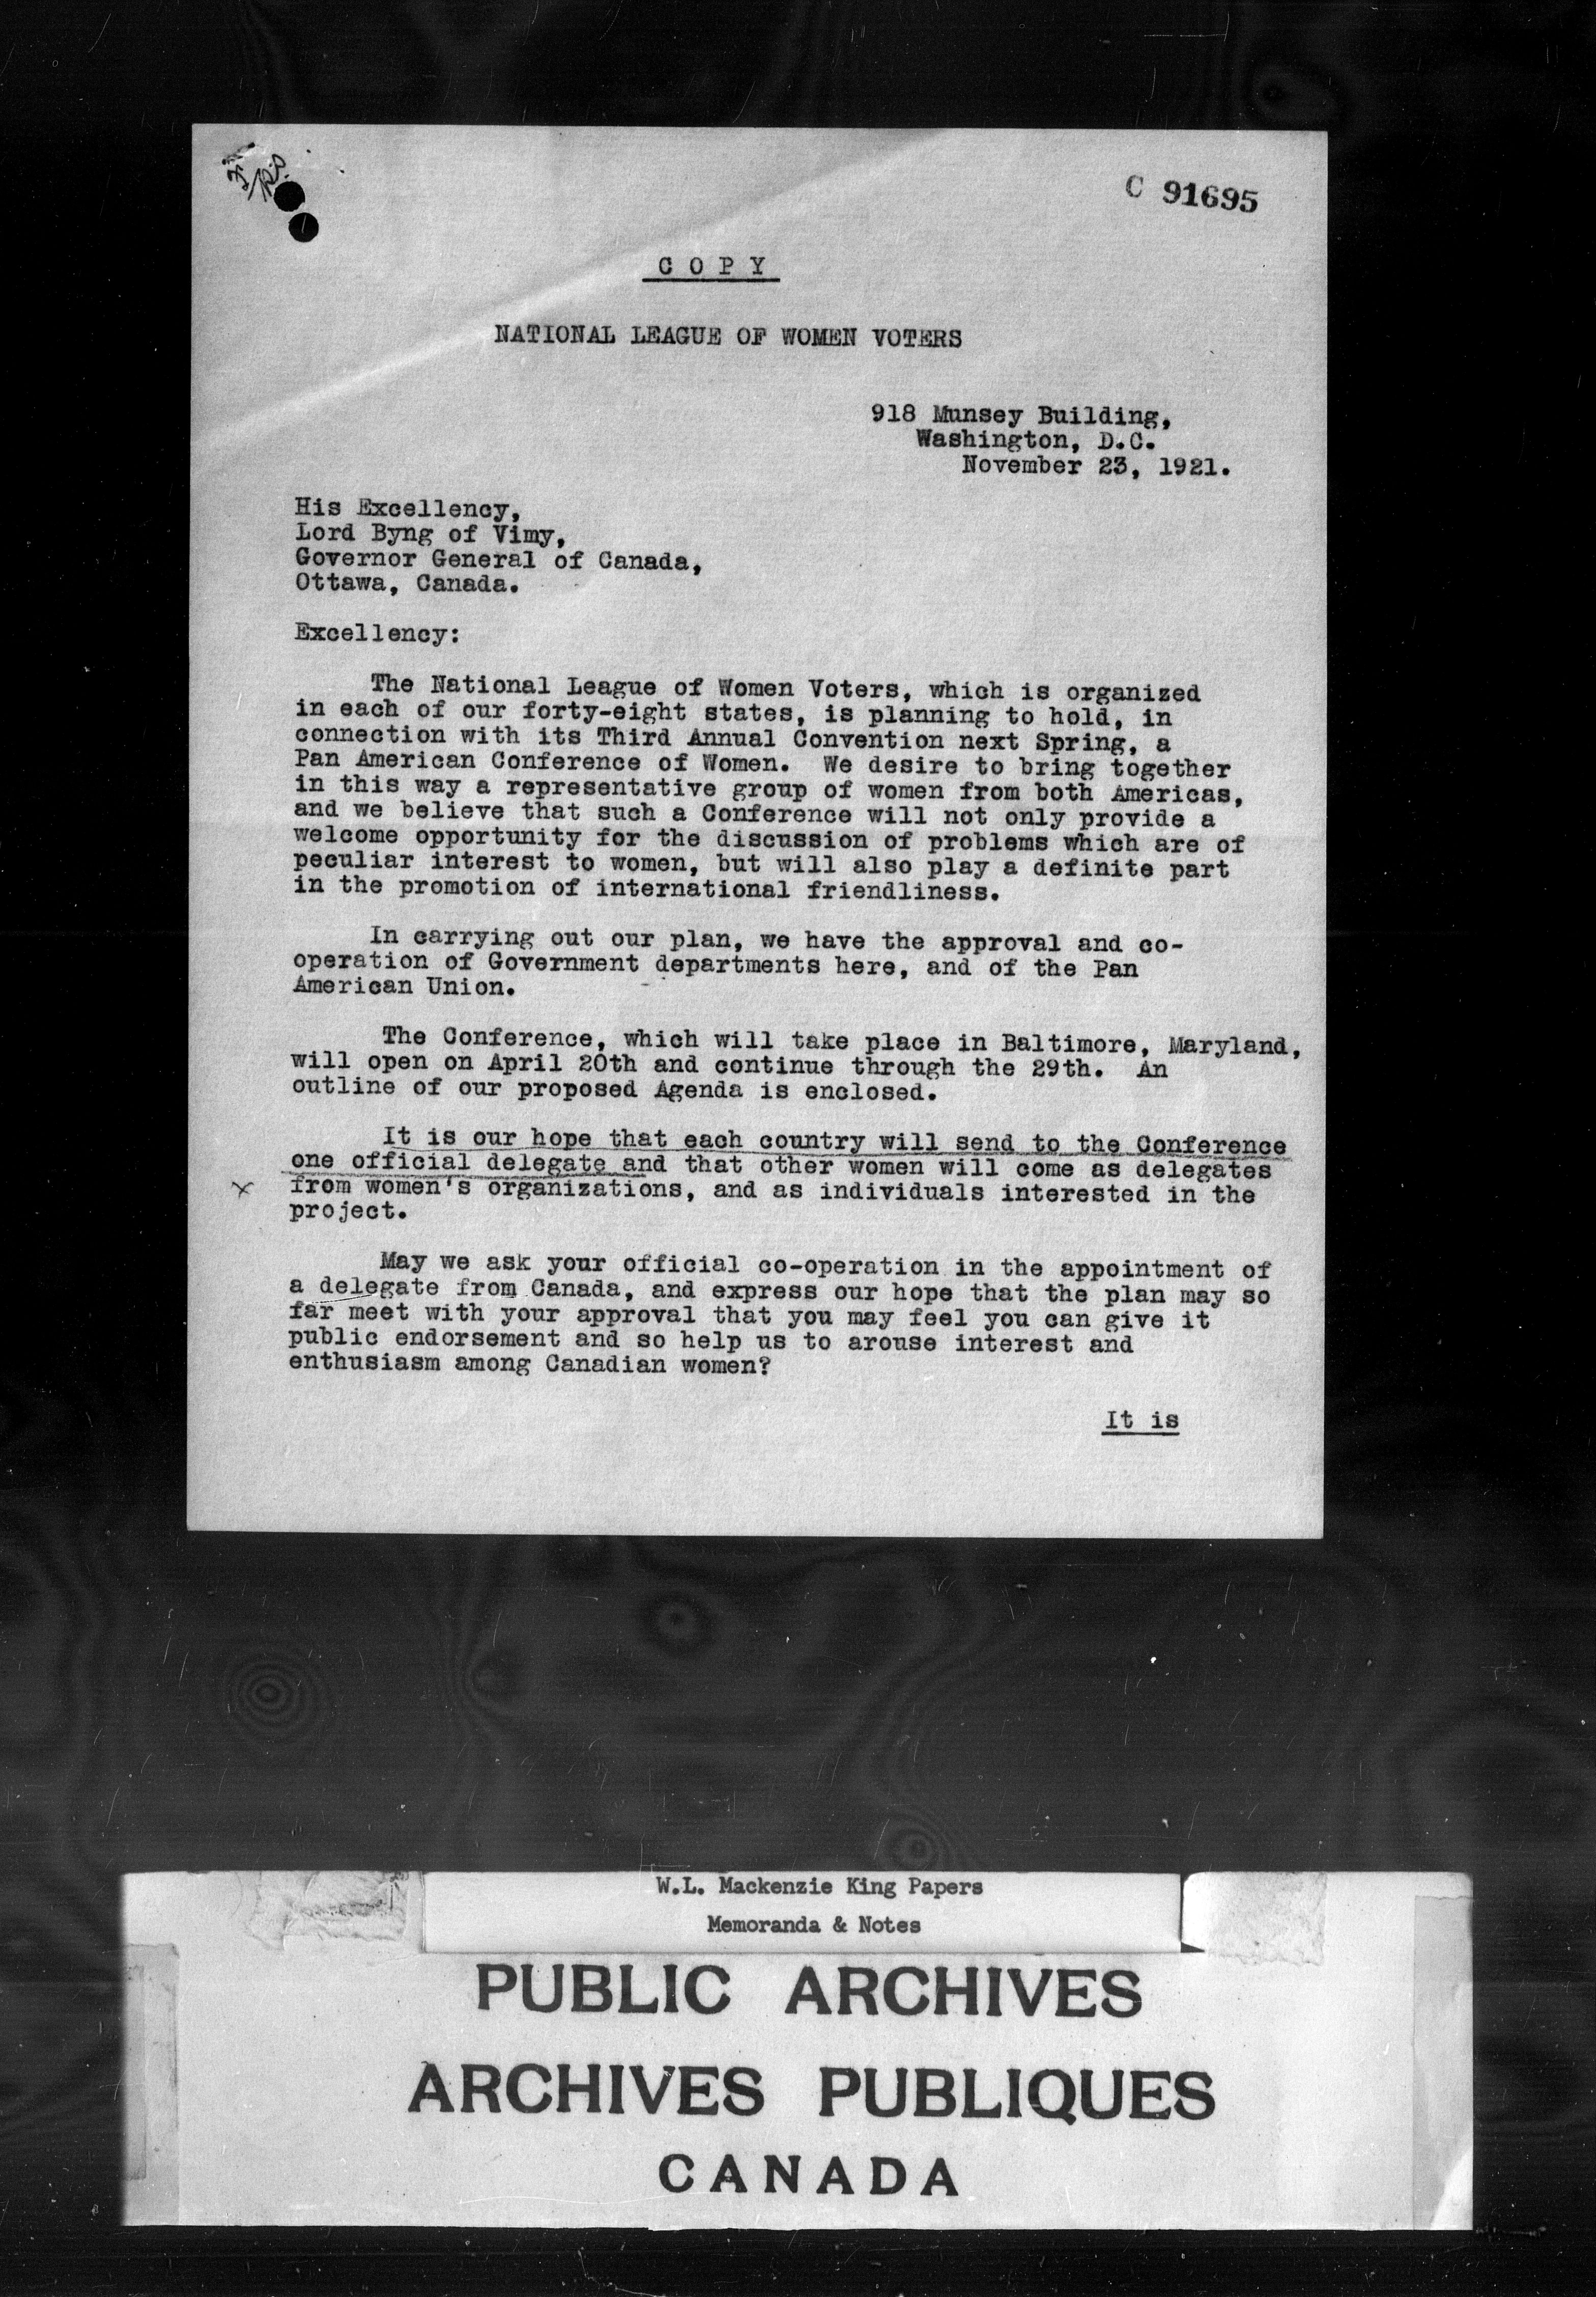 C 91695
COPY
NATIONAL LEAGUE OF WOMEN VOTERS
918 Munsey Building,
Washington, D.C.
November 23, 1921.
His Excellency,
Lord Byng of Vimy,
Governor General of Canada,
Ottawa, Canada.
Excellency:
The National League of Women Voters, which is organized
in each of our forty-eight states, is planning to hold, in
connection with its Third Annual Convention next Spring, a
Pan American Conference of Women. We desire to bring together
in this way a representative group of women from both Americas,
and we believe that such a Conference will not only provide a
welcome opportunity for the discussion of problems which are of
peculiar interest to women, but will also play a definite part
in the promotion of international friendliness.
In carrying out our plan, we have the approval and co-
operation of Government departments here, and of the Pan
American Union.
The Conference, which will take place in Baltimore, Maryland,
will open on April 20th and continue through the 29th. An
outline of our proposed Agenda is enclosed.
It is our hope that each country will send to the Conference
one official delegate and that other women will come as delegates
x from women's organizations, and as individuals interested in the
project.
May we ask your official co-operation in the appointment of
a delegate from Canada, and express our hope that the plan may so
far meet with your approval that you may feel you can give it
public endorsement and so help us to arouse interest and
enthusiasm among Canadian women?
It is
W.L. Mackenzie King Papers
Memoranda & Notes
PUBLIC ARCHIVES
ARCHIVES PUBLIQUES
CANADA